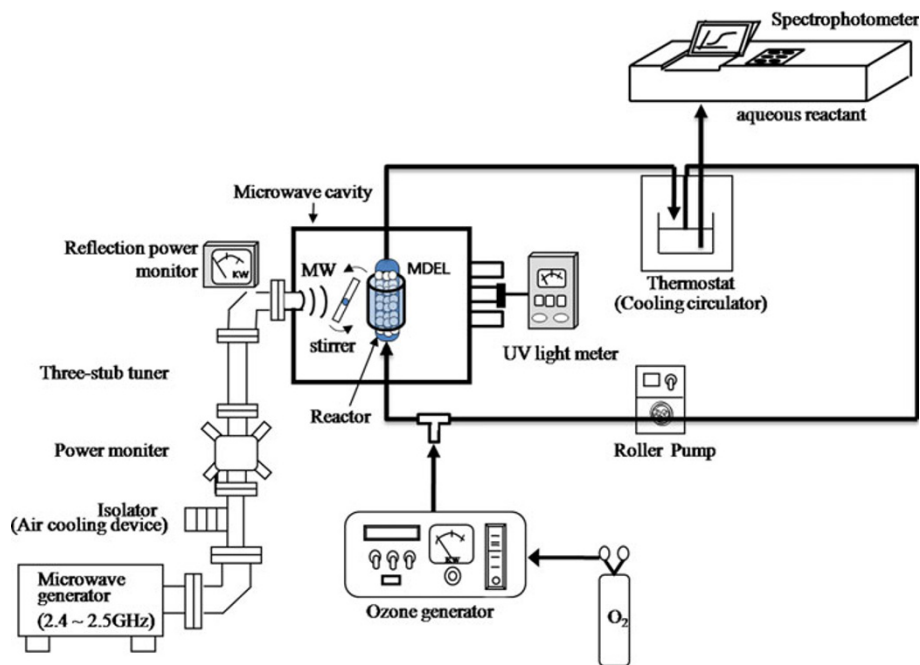 Spectrophotometer
aqueous reactant
Microwave cavity
Reflection power
monitor
KW
MW
MDEL
stirrer
Reactor
Thermostat
(Cooling circulator)
UV light meter
Three-stub tuner
Power moniter
Roller Pump
Isolator
(Air cooling device)
Microwave
generator
(2.4 ~ 2.5GHz)
KW
Ozone generator
O₂